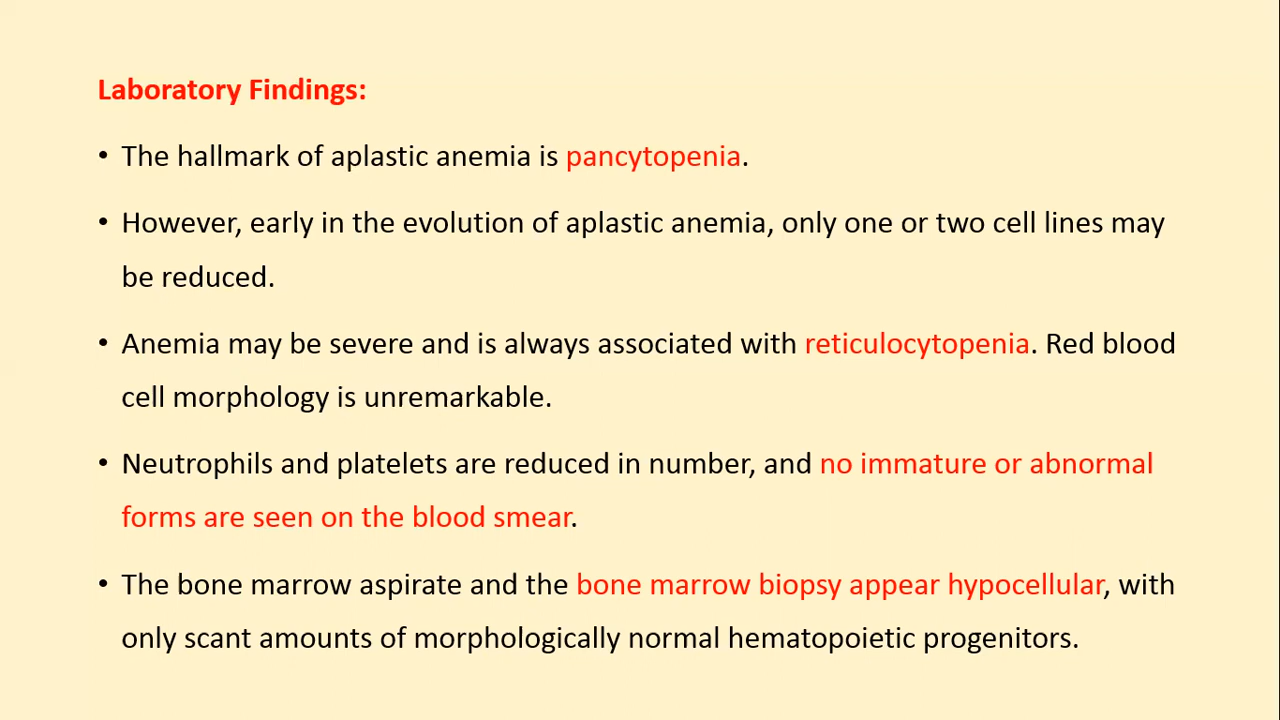 Laboratory Findings:
• The hallmark of aplastic anemia is pancytopenia.
• However, early in the evolution of aplastic anemia, only one or two cell lines may
be reduced.
• Anemia may be severe and is always associated with reticulocytopenia. Red blood
cell morphology is unremarkable.
• Neutrophils and platelets are reduced in number, and no immature or abnormal
forms are seen on the blood smear.
• The bone marrow aspirate and the bone marrow biopsy appear hypocellular, with
only scant amounts of morphologically normal hematopoietic progenitors.